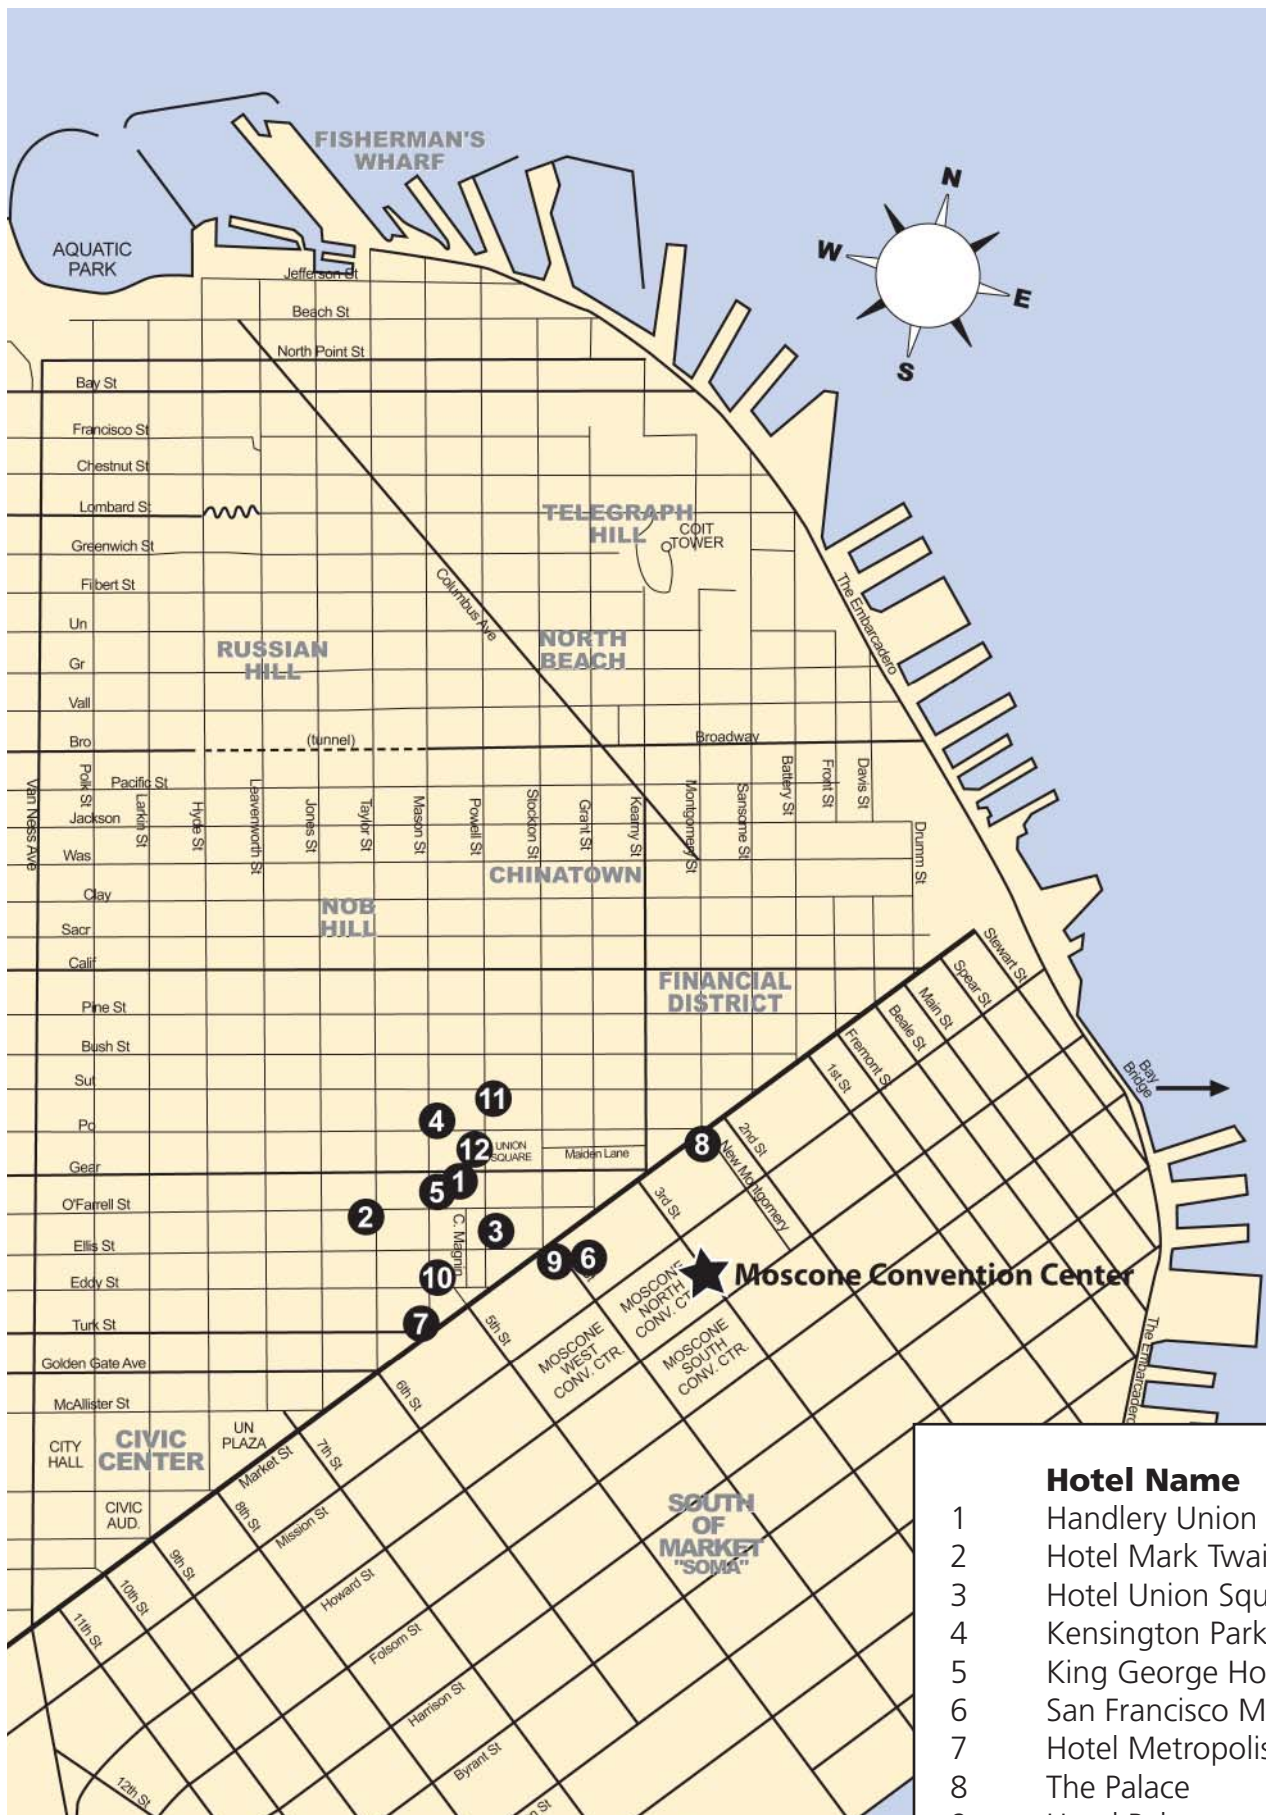 FISHERMAN'S
WHARF
N
W
E
S
AQUATIC
PARK
Jefferson St
Beach St
North Point St
Bay St
Francisco St
Chestnut St
Lombard St
TELEGRAPH
HILL
COIT
TOWER
Greenwich St
Filbert St
Columbus Ave
The Embarcadero
Un
RUSSIAN
HILL
NORTH
BEACH
Gr
Vall
Bro
(tunnel)
Broadway
Van Ness Ave
Polk St
Pacific St
Larkin St
Hyde St
Leavenworth St
Jones St
Taylor St
Mason St
Powell St
Stockton St
Grant St
Kearny St
Montgomery St
Sansome St
Battery St
Front St
Davis St
Drumm St
Jackson
Was
CHINATOWN
Clay
NOB
HILL
Sacr
Calif
FINANCIAL
DISTRICT
Stewart St
Spear St
Main St
Beale St
Fremont S
1st St
Pine St
Bush St
Bay
Bridge
Sut
11
4
Po
12
UNION
SQUARE
Maiden Lane
8
2nd St
New Montgomery
3rd St
Gear
1
5
O'Farrell St
2
C. Magnin
3
Ellis St
9
6
10
Eddy St
MOSCONE
NORTH
CONV. CT
Moscone Convention Center
7
Turk St
5th St
MOSCONE
WEST
CONV. CTR.
MOSCONE
SOUTH
CONV. CTR.
The Embarcadero
Golden Gate Ave
6th St
McAllister St
CITY
HALL
CIVIC
CENTER
UN
PLAZA
Market St
7th St
CIVIC
AUD.
8th St
Mission St
9th St
10th St
11th St
Howard St
Folsom St
Harrison St
Byrant St
12th St
n St
SOUTH
OF
MARKET
"SOMA"
Hotel Name
1 Handlery Union
2 Hotel Mark Twai
3 Hotel Union Squ
4 Kensington Park
5 King George Ho
6 San Francisco M
7 Hotel Metropolis
8 The Palace